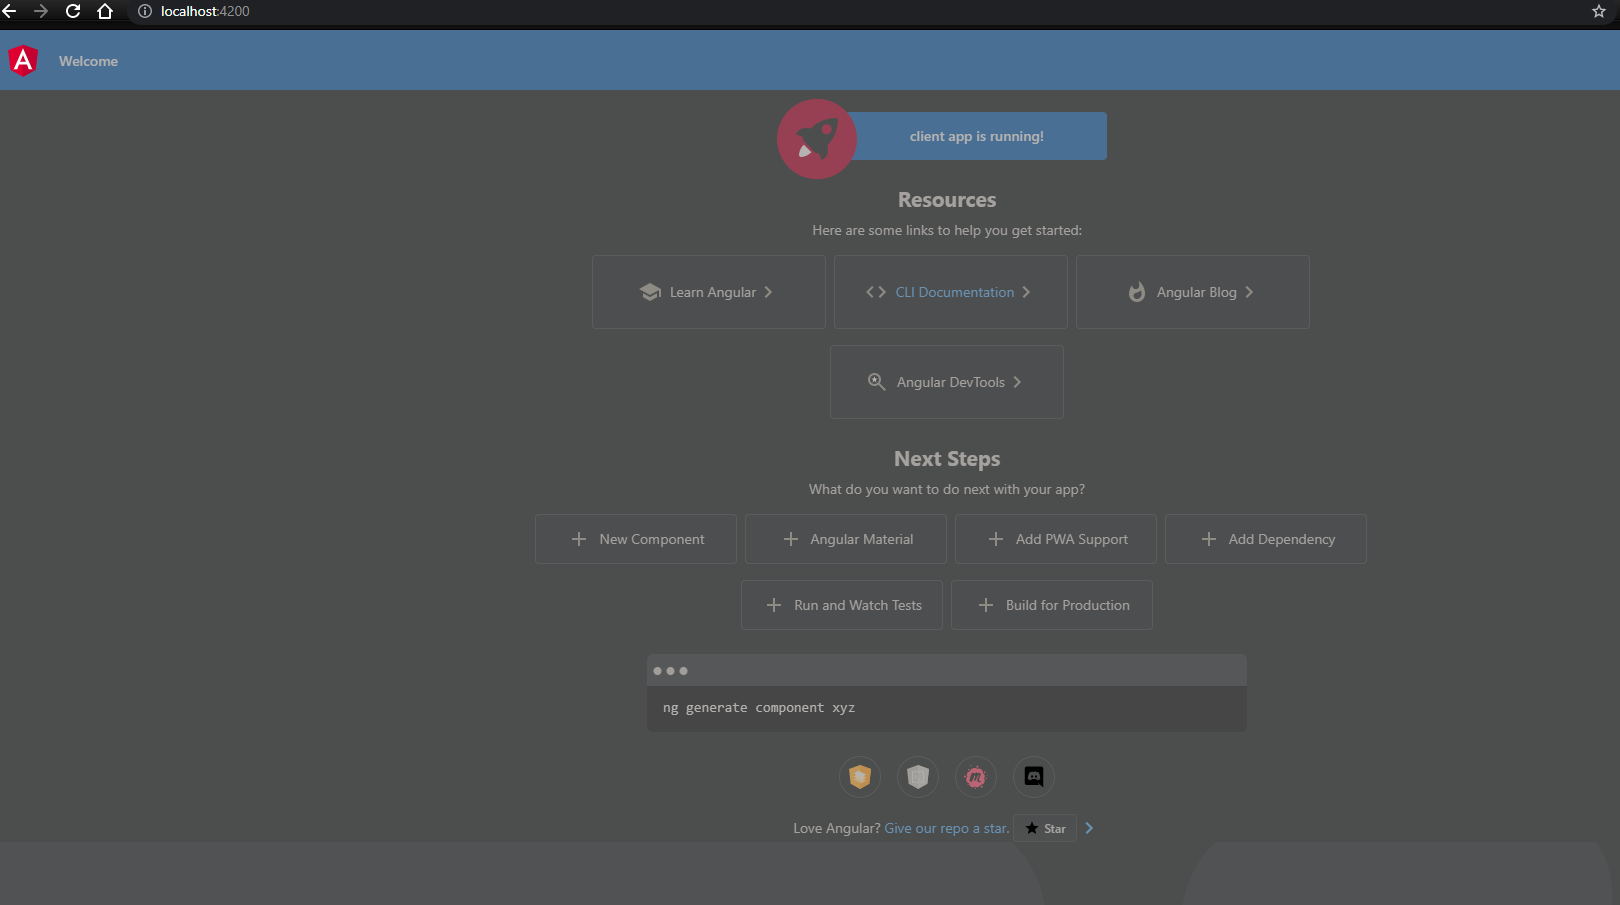 localhost:4200
Welcome
client app is running!
Resources
Here are some links to help you get started:
Learn Angular
CLI Documentation
Angular Blog
Angular DevTools
Next Steps
What do you want to do next with your app?
New Component
Angular Material
Add PWA Support
Add Dependency
Run and Watch Tests
Build for Production
ng generate component xyz
Love Angular? Give our repo a star. Star